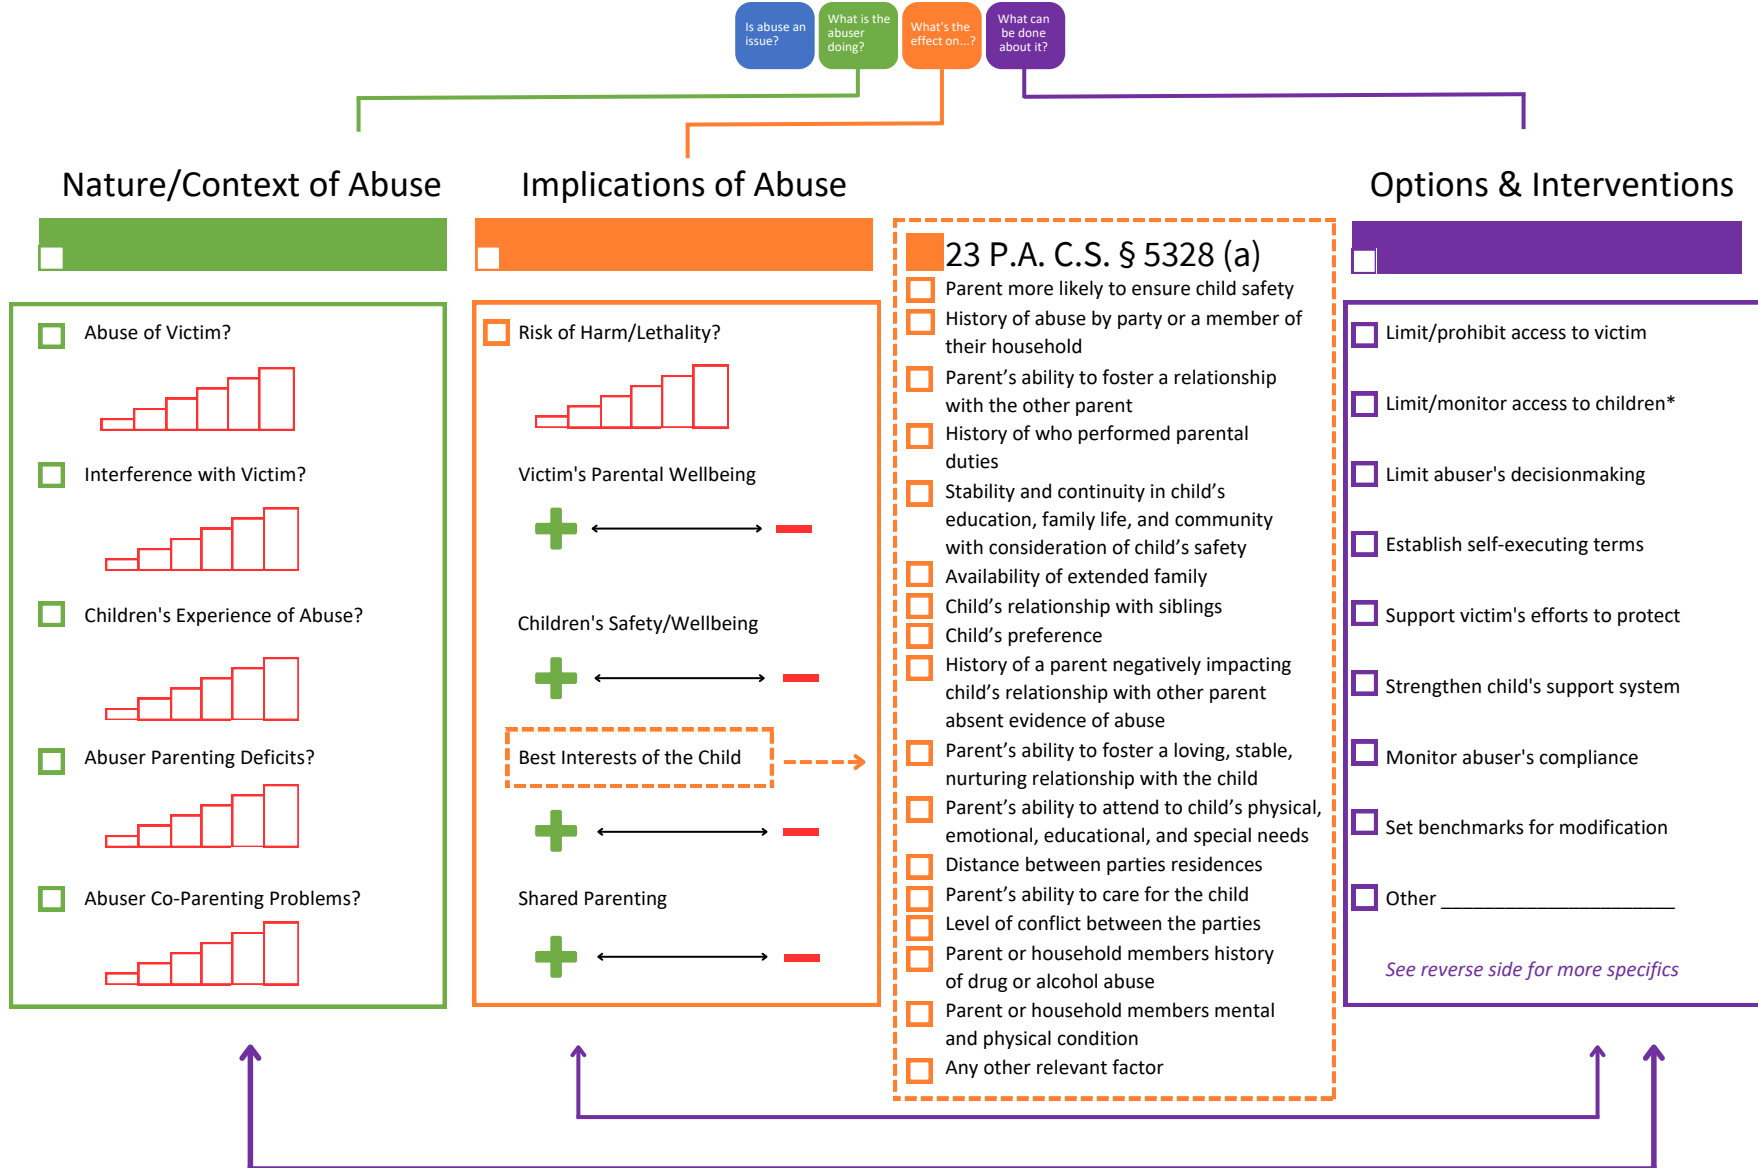 Is abuse an
issue?
What is the
abuser
doing?
What's the
effect on...?
What can
be done
about it?
Nature/Context of Abuse
Abuse of Victim?
Interference with Victim?
Children's Experience of Abuse?
Abuser Parenting Deficits?
Abuser Co-Parenting Problems?
Implications of Abuse
Risk of Harm/Lethality?
Victim's Parental Wellbeing
Children's Safety/Wellbeing
Best Interests of the Child
Shared Parenting
23 P.A. C.S. § 5328 (a)
Parent more likely to ensure child safety
History of abuse by party or a member of
their household
Parent’s ability to foster a relationship
with the other parent
History of who performed parental
duties
Stability and continuity in child’s
education, family life, and community
with consideration of child’s safety
Availability of extended family
Child’s relationship with siblings
Child’s preference
History of a parent negatively impacting
child’s relationship with other parent
absent evidence of abuse
Parent’s ability to foster a loving, stable,
nurturing relationship with the child
Parent’s ability to attend to child’s physical,
emotional, educational, and special needs
Distance between parties residences
Parent’s ability to care for the child
Level of conflict between the parties
Parent or household members history
of drug or alcohol abuse
Parent or household members mental
and physical condition
Any other relevant factor
Options & Interventions
Limit/prohibit access to victim
Limit/monitor access to children*
Limit abuser's decisionmaking
Establish self-executing terms
Support victim's efforts to protect
Strengthen child's support system
Monitor abuser's compliance
Set benchmarks for modification
Other ______________________
See reverse side for more specifics